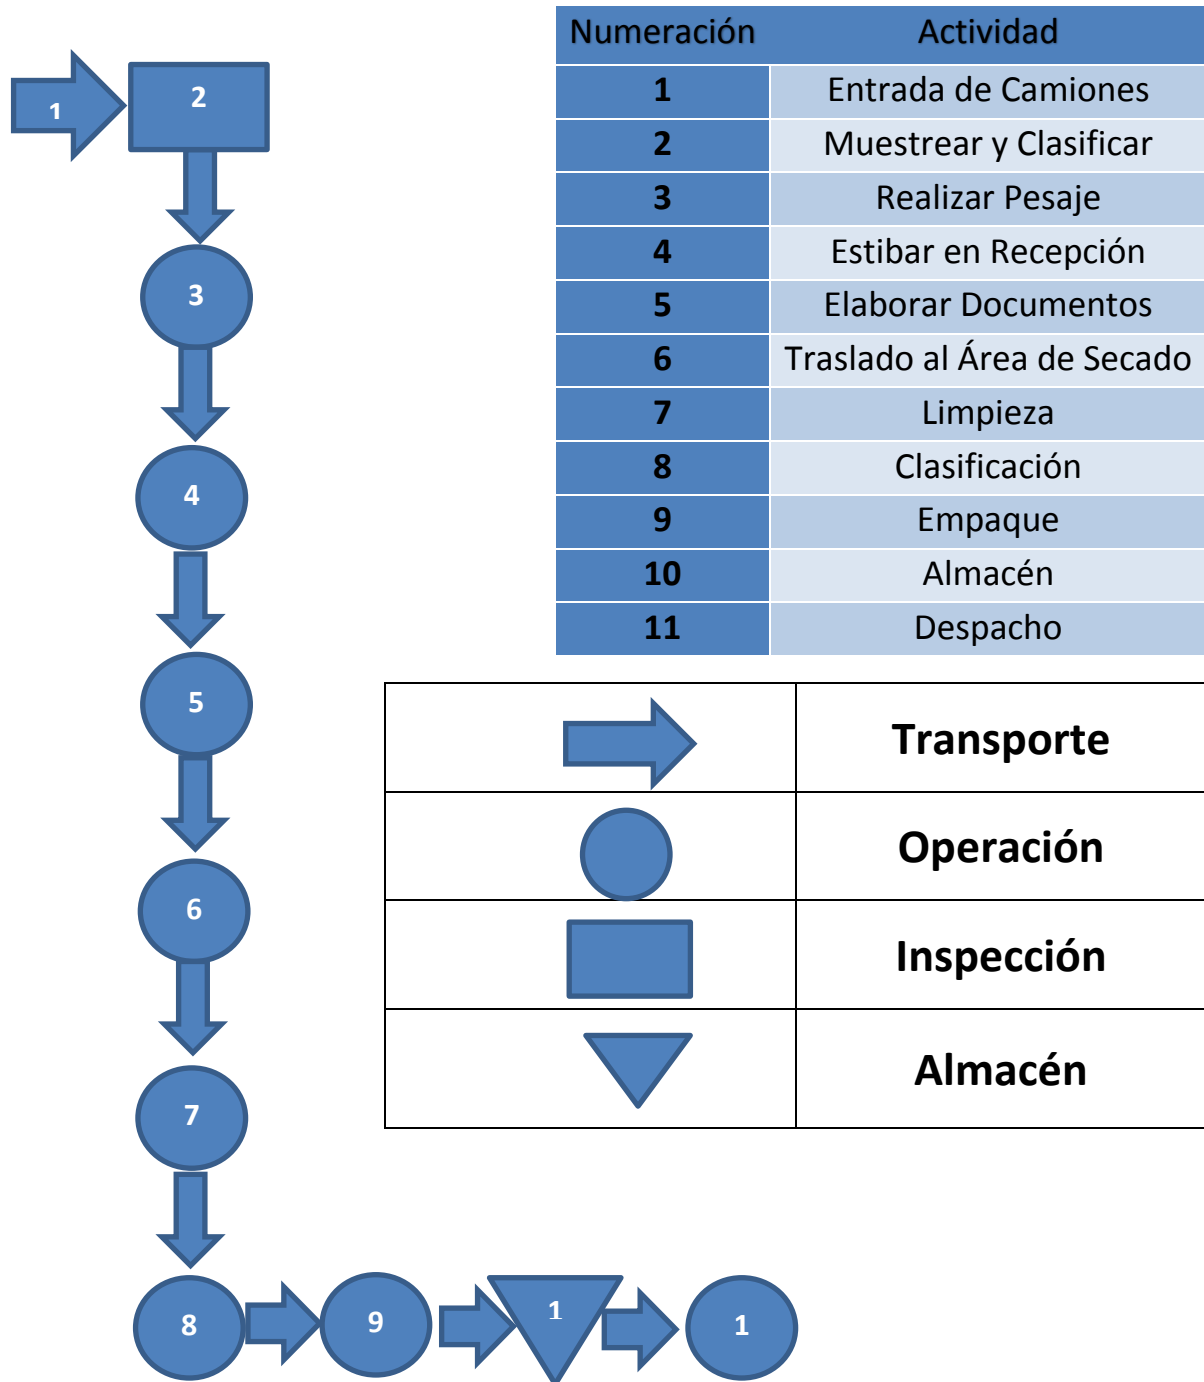 Numeración Actividad
1 Entrada de Camiones
2 Muestrear y Clasificar
3 Realizar Pesaje
4 Estibar en Recepción
5 Elaborar Documentos
6 Traslado al Área de Secado
7 Limpieza
8 Clasificación
9 Empaque
10 Almacén
11 Despacho
Transporte
Operación
Inspección
Almacén
1
2
3
4
5
6
7
8
9
1
1